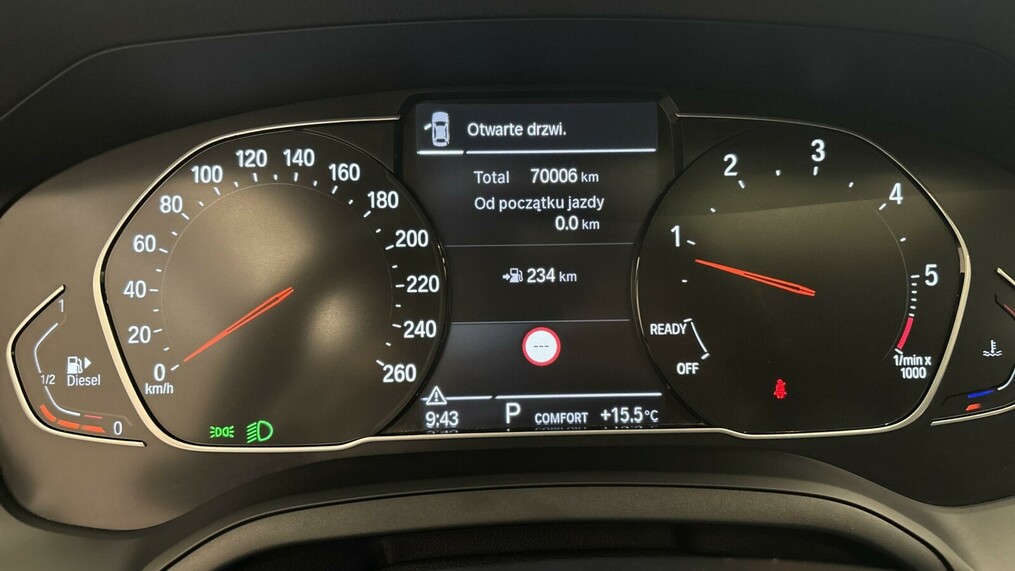 Otwarte drzwi.
Total 70006 km
Od początku jazdy
0.0 km
234 km
---
9:43 P COMFORT +15.5°C
0
20
40
60
80
100
120
140
160
180
200
220
240
260
km/h
1
1/2
Diesel
0
1
2
3
4
5
READY
OFF
1/min x
1000